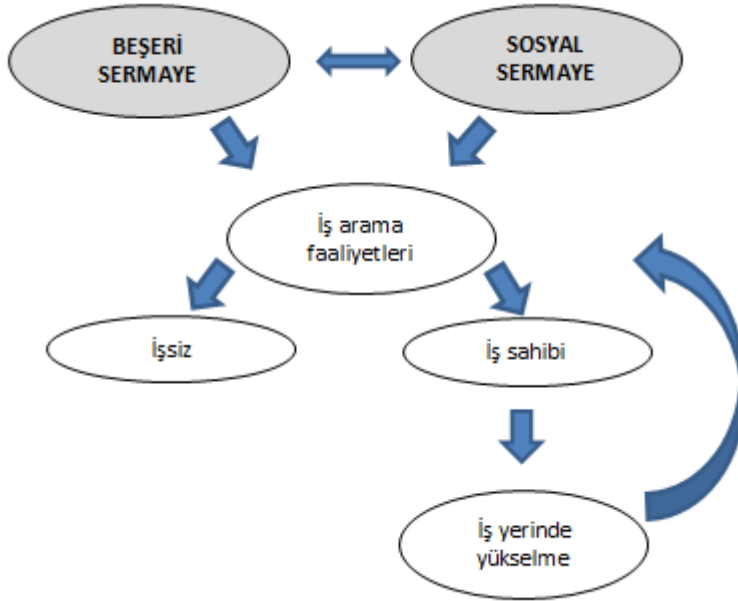 BEŞERİ
SERMAYE
SOSYAL
SERMAYE
İş arama
faaliyetleri
İşsiz
İş sahibi
İş yerinde
yükselme